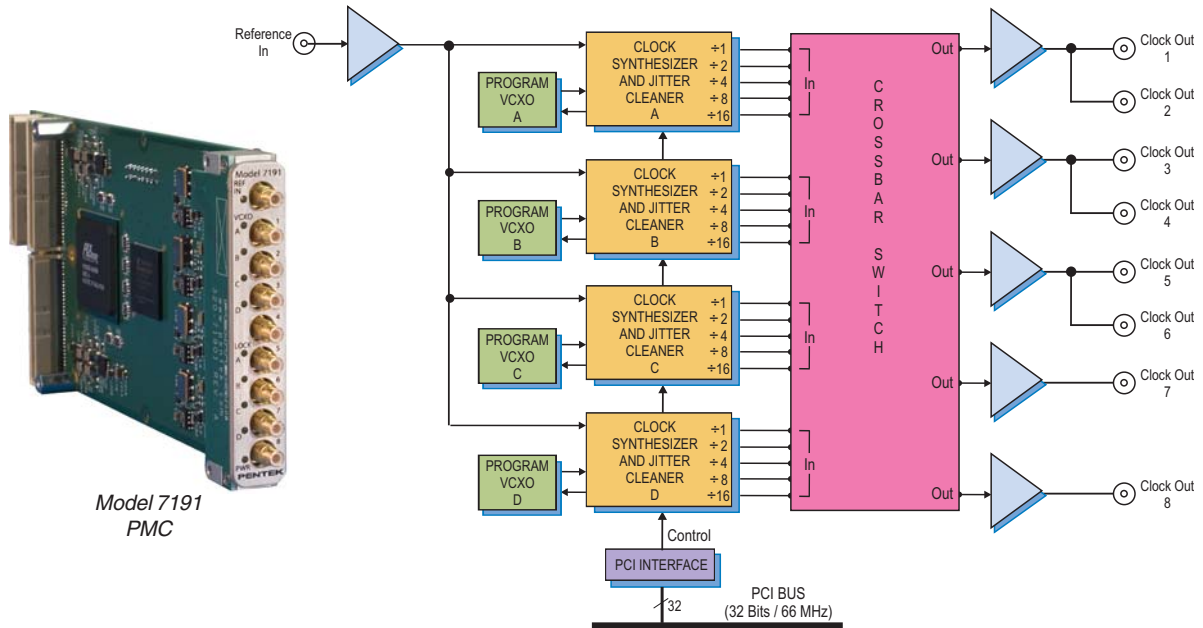 Reference
In
CLOCK
SYNTHESIZER
AND JITTER
CLEANER
A
÷1
÷2
÷4
÷8
÷16
PROGRAM
VCXO
A
In
CLOCK
SYNTHESIZER
AND JITTER
CLEANER
B
÷1
÷2
÷4
÷8
÷16
PROGRAM
VCXO
B
In
CLOCK
SYNTHESIZER
AND JITTER
CLEANER
C
÷1
÷2
÷4
÷8
÷16
PROGRAM
VCXO
C
In
CLOCK
SYNTHESIZER
AND JITTER
CLEANER
D
÷1
÷2
÷4
÷8
÷16
PROGRAM
VCXO
D
In
CROSSBAR SWITCH
Out
Out
Out
Out
Out
Clock Out
1
Clock Out
2
Clock Out
3
Clock Out
4
Clock Out
5
Clock Out
6
Clock Out
7
Clock Out
8
Control
PCI INTERFACE
32
PCI BUS
(32 Bits / 66 MHz)
Model 7191
REF
IN
VCXO
A
B
C
D
LOCK
A
B
C
D
PWR
PENTEK
Model 7191
PMC